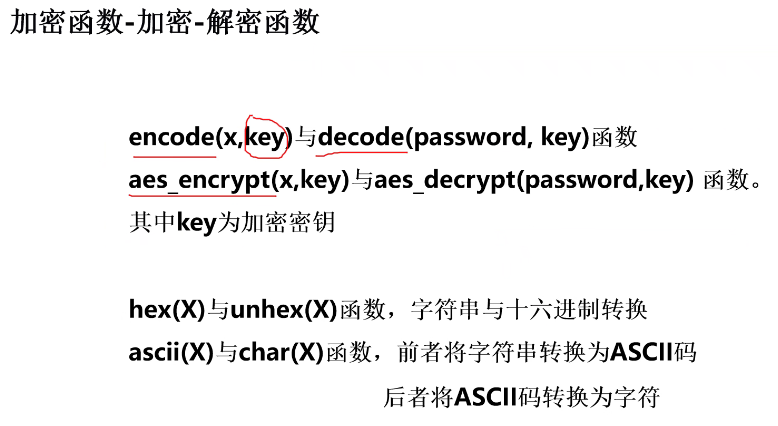 加密函数-加密-解密函数
encode(x,key)与decode(password, key)函数
aes_encrypt(x,key)与aes_decrypt(password,key) 函数。
其中key为加密密钥
hex(X)与unhex(X)函数，字符串与十六进制转换
ascii(X)与char(X)函数，前者将字符串转换为ASCII码
后者将ASCII码转换为字符